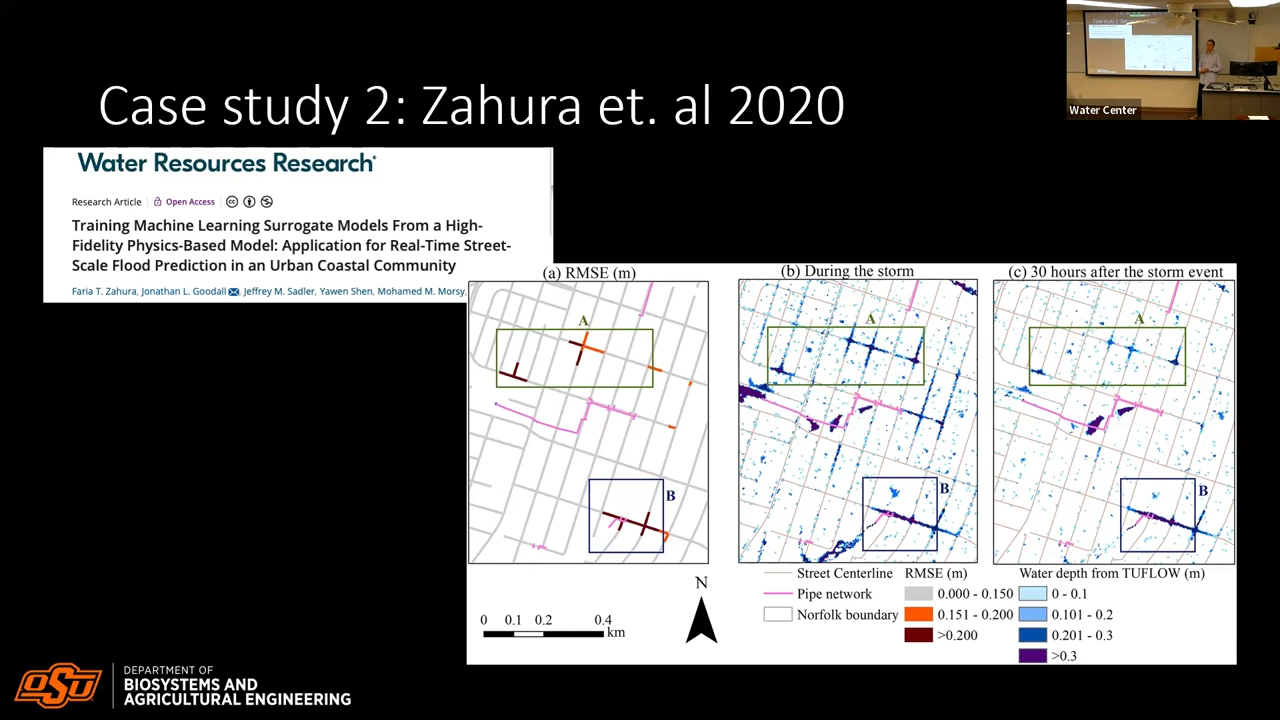 Case study 2: Zahura et. al 2020
Water Center
Water Resources Research
Research Article
Open Access
Training Machine Learning Surrogate Models From a High-
Fidelity Physics-Based Model: Application for Real-Time Street-
Scale Flood Prediction in an Urban Coastal Community
Faria T. Zahura, Jonathan L. Goodall, Jeffrey M. Sadler, Yawen Shen, Mohamed M. Morsy,
(a) RMSE (m)
(b) During the storm
(c) 30 hours after the storm event
A
A
A
B
B
B
N
0 0.1 0.2 0.4
km
Street Centerline
Pipe network
Norfolk boundary
RMSE (m)
0.000 - 0.150
0.151 - 0.200
>0.200
Water depth from TUFLOW (m)
0 - 0.1
0.101 - 0.2
0.201 - 0.3
>0.3
OSU
DEPARTMENT OF
BIOSYSTEMS AND
AGRICULTURAL ENGINEERING